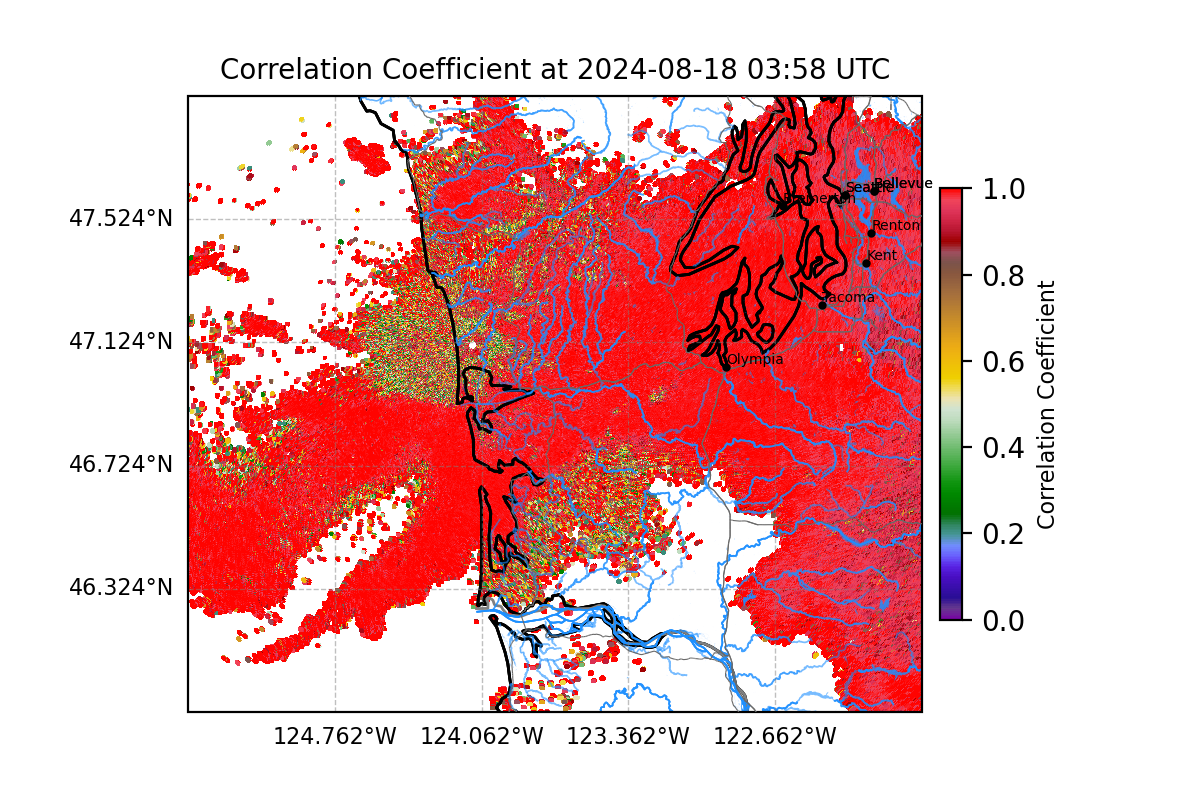 Correlation Coefficient at 2024-08-18 03:58 UTC
47.524°N
47.124°N
46.724°N
46.324°N
124.762°W
124.062°W
123.362°W
122.662°W
Seattle
Bellevue
Bremerton
Renton
Kent
Tacoma
Olympia
1.0
0.8
0.6
0.4
0.2
0.0
Correlation Coefficient